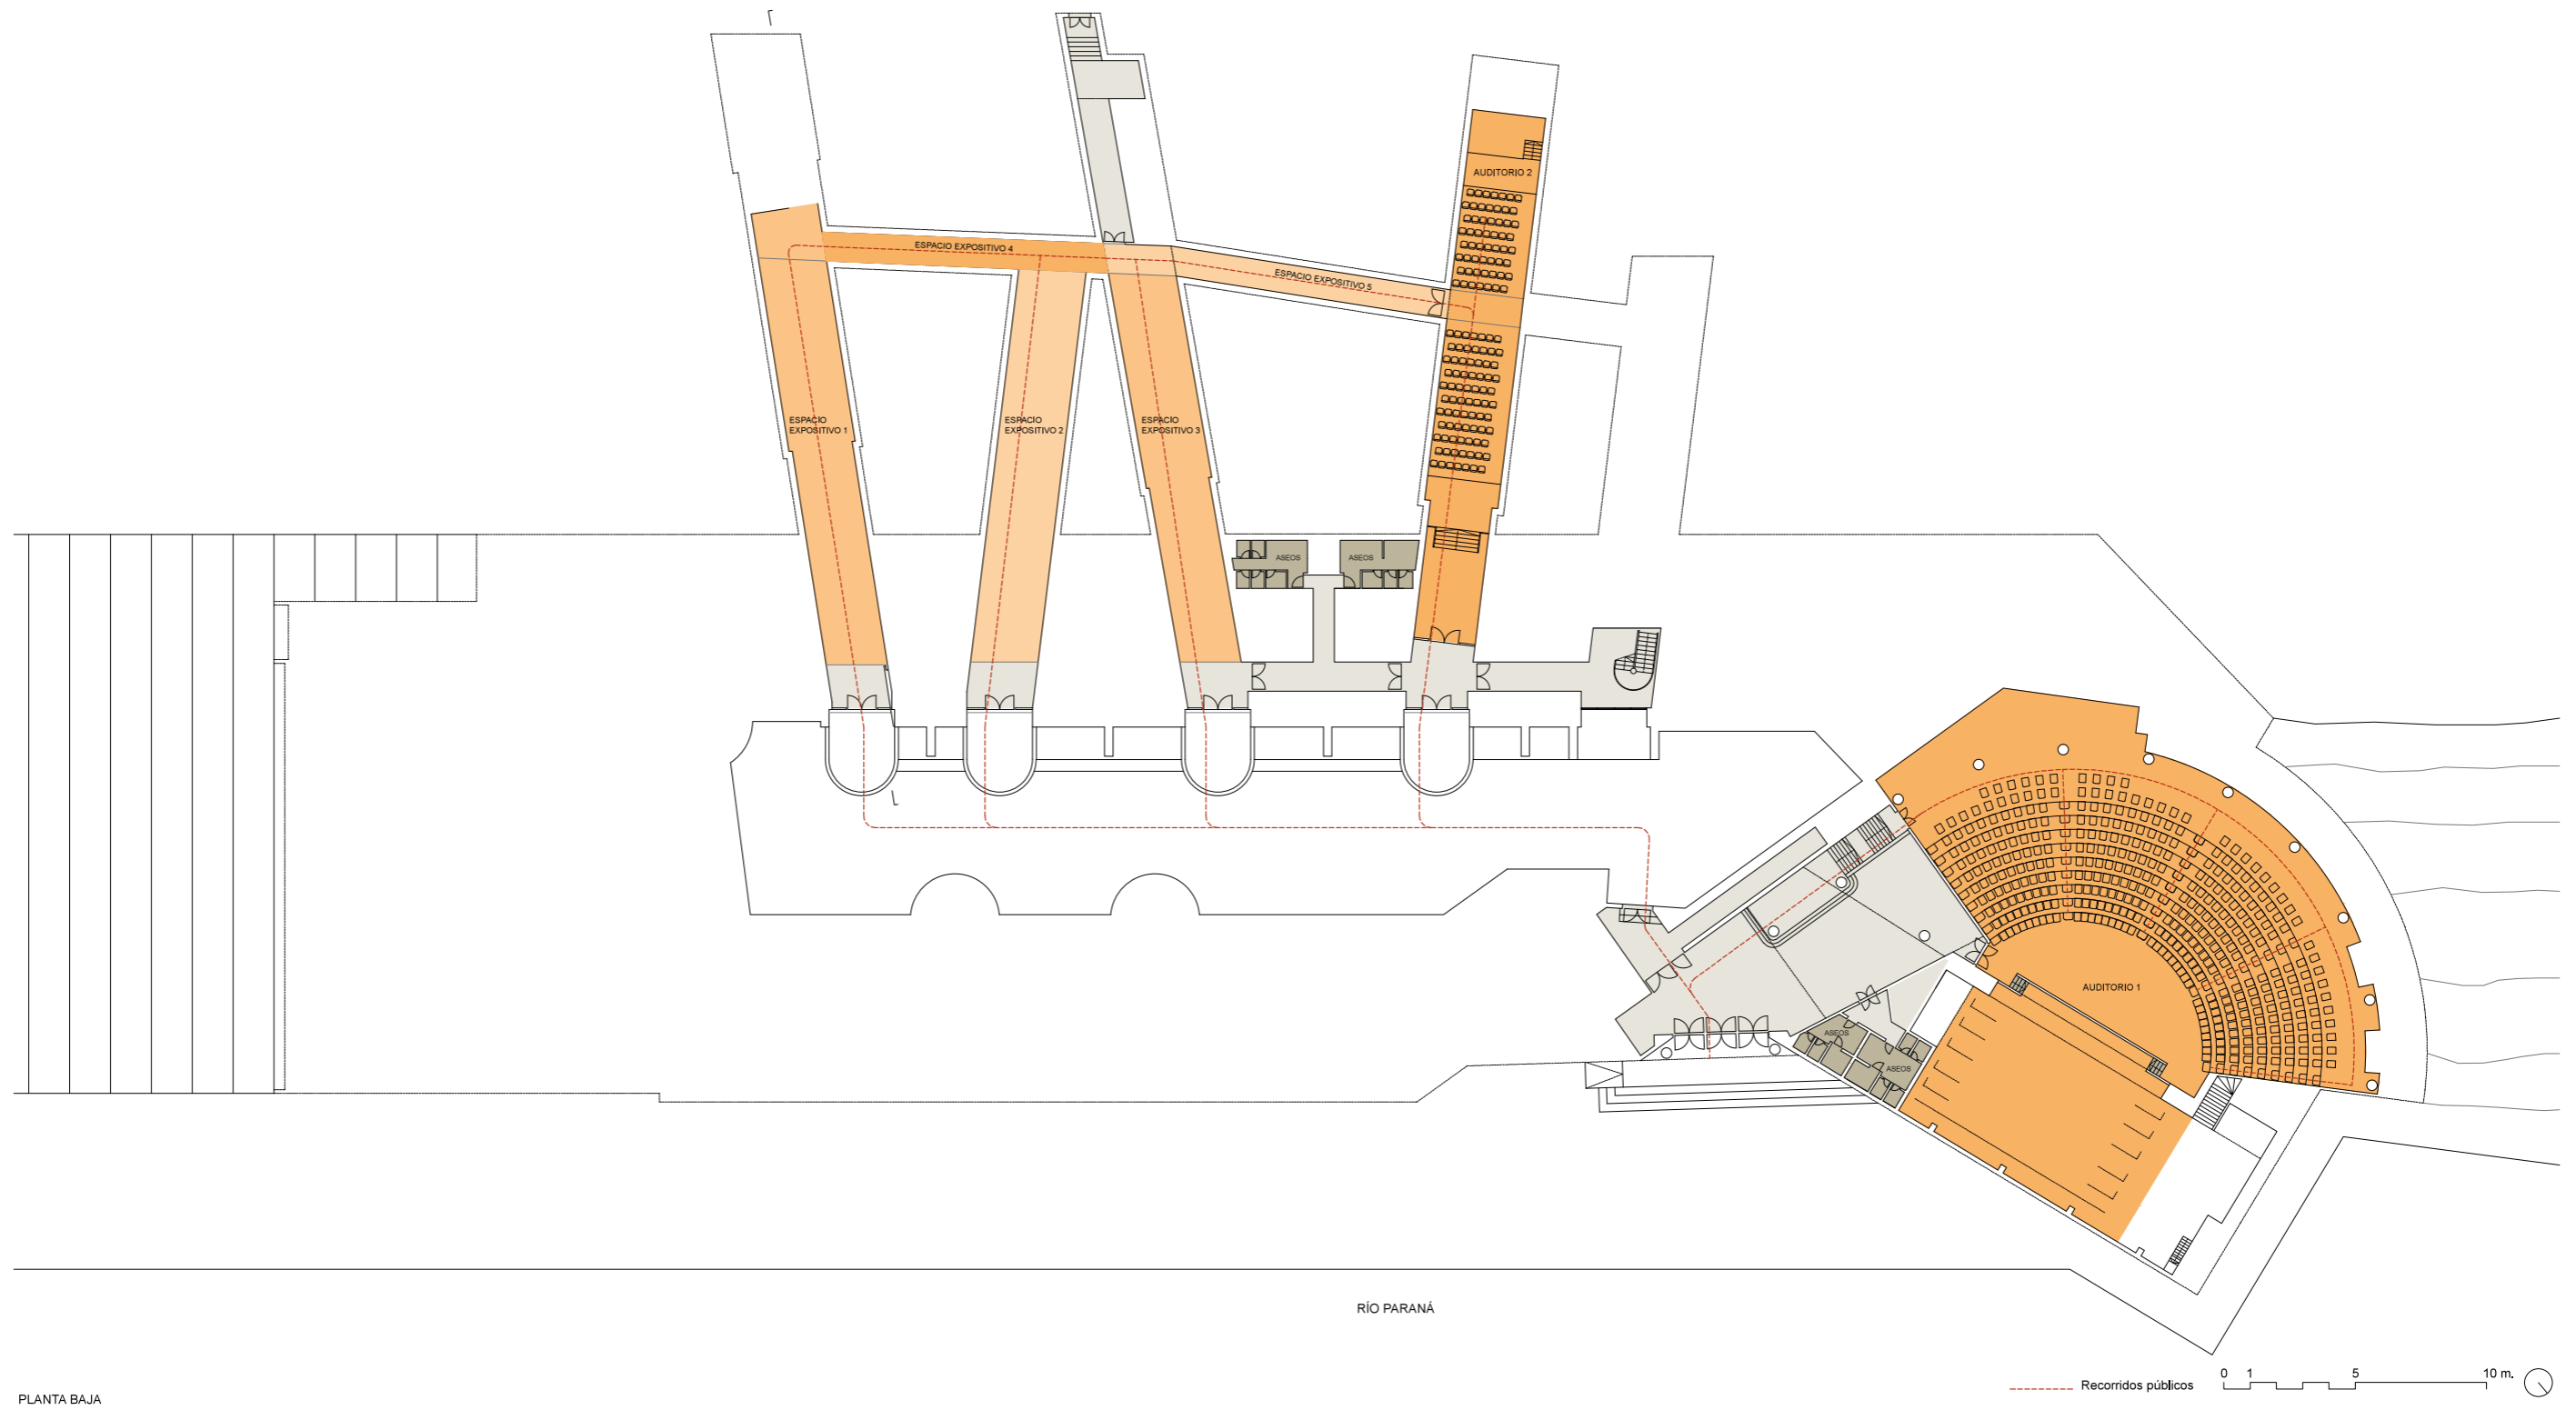 AUDITORIO 2
ESPACIO EXPOSITIVO 4
ESPACIO EXPOSITIVO 5
ESPACIO
EXPOSITIVO 1
ESPACIO
EXPOSITIVO 2
ESPACIO
EXPOSITIVO 3
ASEOS
ASEOS
AUDITORIO 1
ASEOS
ASEOS
RÍO PARANÁ
0 1 5 10 m.
Recorridos públicos
PLANTA BAJA